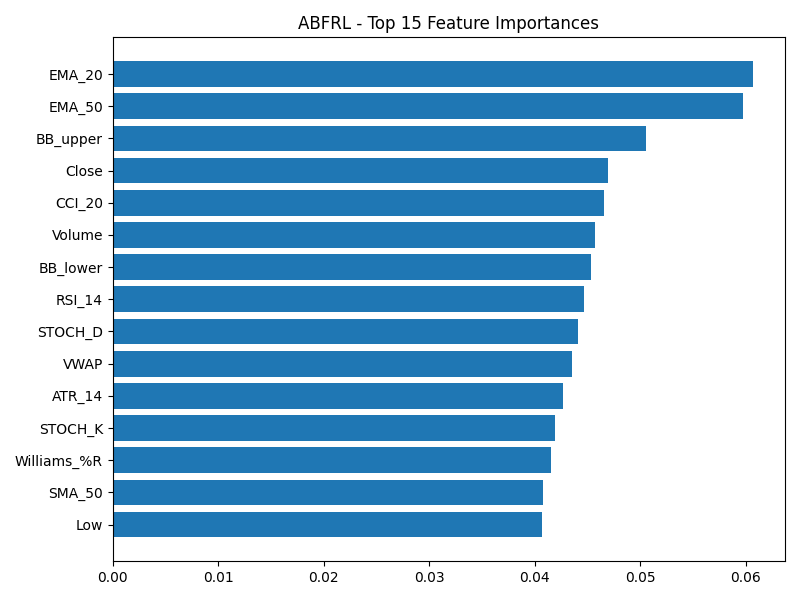 ABFRL - Top 15 Feature Importances
EMA_20
EMA_50
BB_upper
Close
CCI_20
Volume
BB_lower
RSI_14
STOCH_D
VWAP
ATR_14
STOCH_K
Williams_%R
SMA_50
Low
0.00 0.01 0.02 0.03 0.04 0.05 0.06